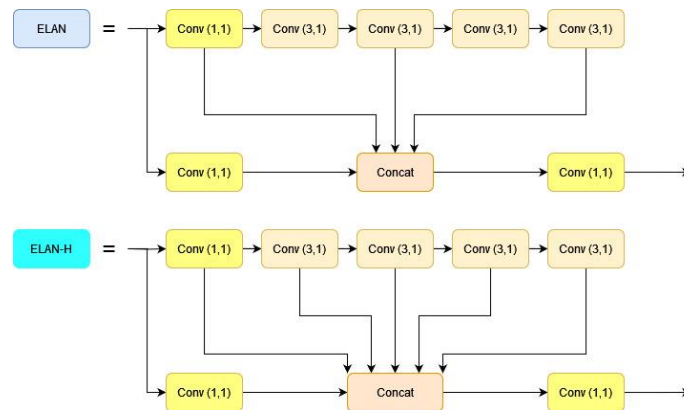 ELAN = Conv (1,1) Conv (3,1) Conv (3,1) Conv (3,1) Conv (3,1)
Conv (1,1) Concat Conv (1,1)
ELAN-H = Conv (1,1) Conv (3,1) Conv (3,1) Conv (3,1) Conv (3,1)
Conv (1,1) Concat Conv (1,1)